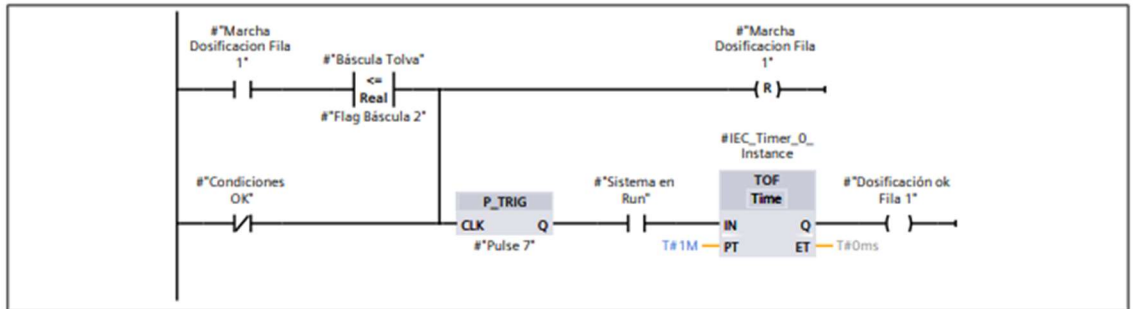 #"Marcha
Dosificacion Fila
1"
#"Báscula Tolva"
<=
Real
#"Flag Báscula 2"
#"Marcha
Dosificacion Fila
1"
( R )
#"Condiciones
OK"
P_TRIG
CLK Q
#"Pulse 7"
#"Sistema en
Run"
#IEC_Timer_0_
Instance
TOF
Time
IN Q
T#1M PT ET T#0ms
#"Dosificación ok
Fila 1"